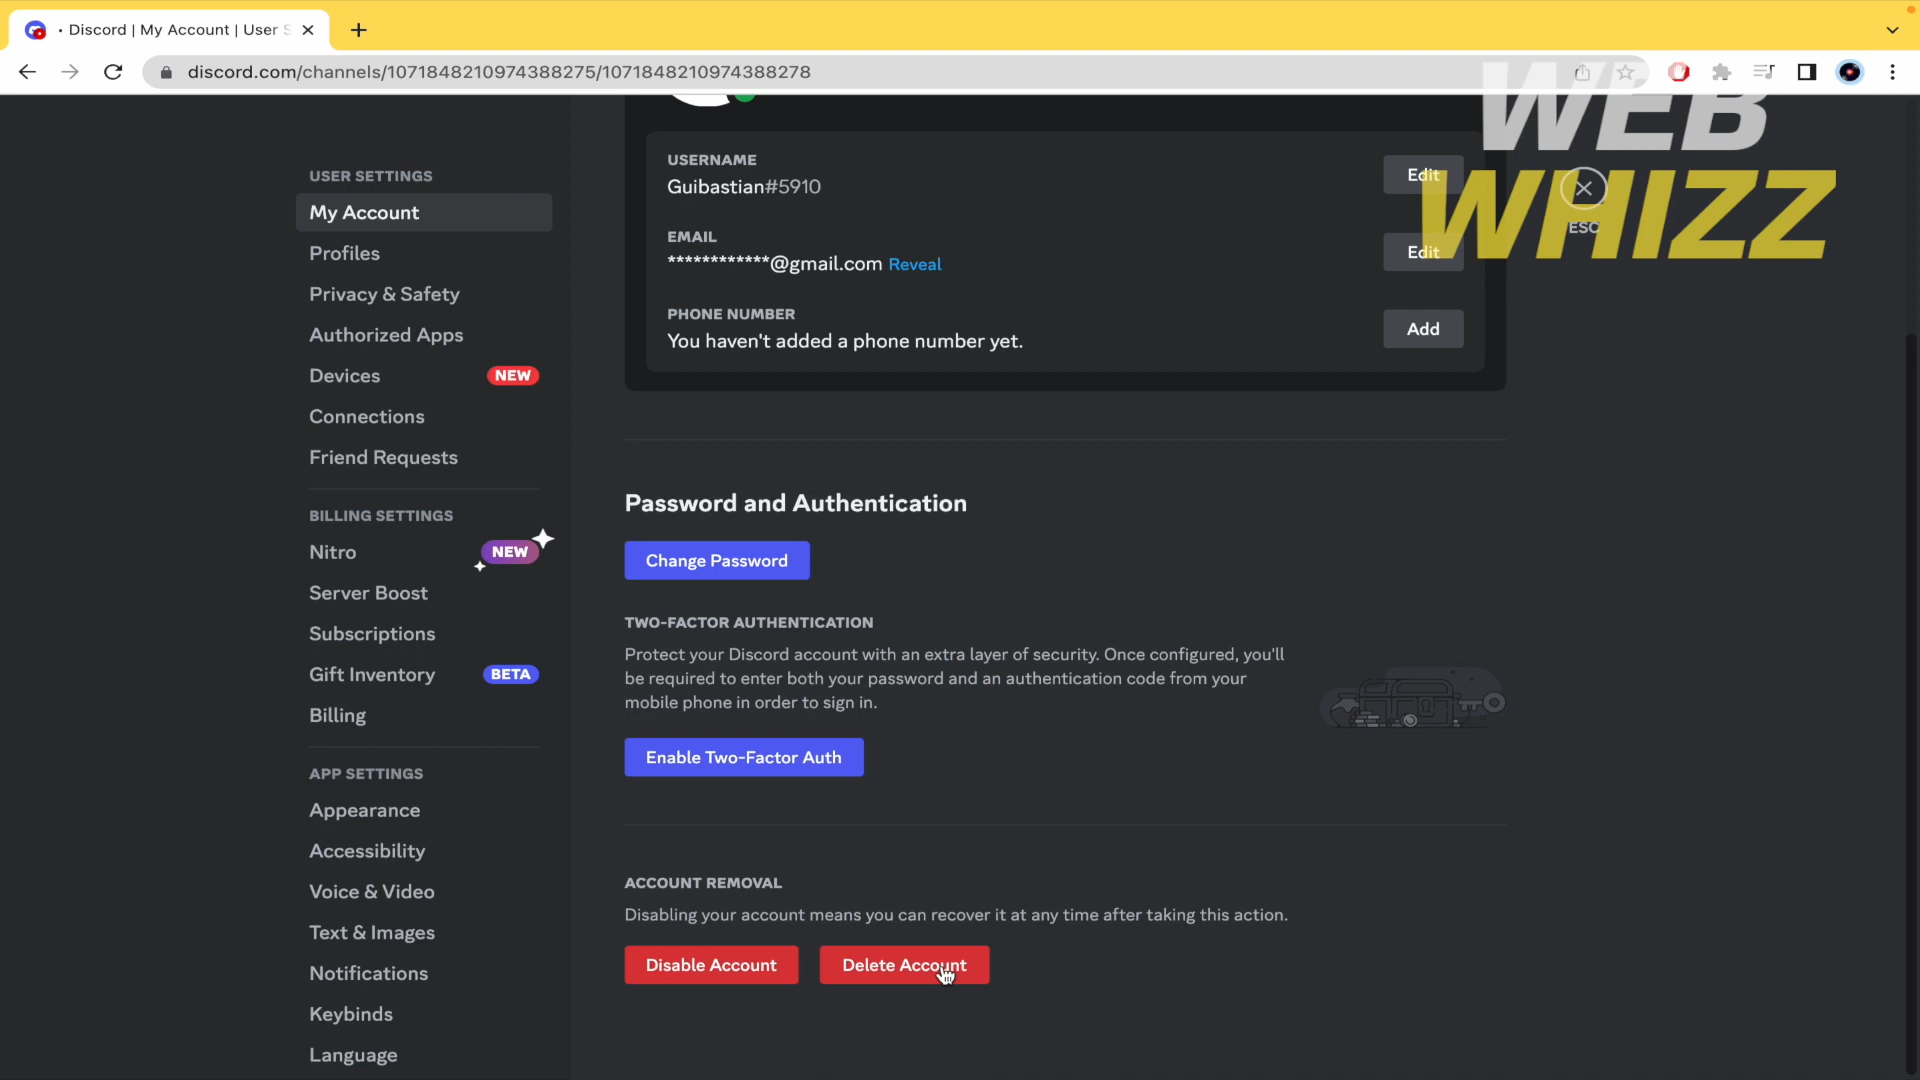 • Discord | My Account | User S
discord.com/channels/1071848210974388275/1071848210974388278
WEB
WHIZZ
USER SETTINGS
My Account
Profiles
Privacy & Safety
Authorized Apps
Devices NEW
Connections
Friend Requests
BILLING SETTINGS
Nitro NEW
Server Boost
Subscriptions
Gift Inventory BETA
Billing
APP SETTINGS
Appearance
Accessibility
Voice & Video
Text & Images
Notifications
Keybinds
Language
USERNAME
Guibastian#5910
Edit
EMAIL
************@gmail.com Reveal
Edit
PHONE NUMBER
You haven't added a phone number yet.
Add
ESC
Password and Authentication
Change Password
TWO-FACTOR AUTHENTICATION
Protect your Discord account with an extra layer of security. Once configured, you'll
be required to enter both your password and an authentication code from your
mobile phone in order to sign in.
Enable Two-Factor Auth
ACCOUNT REMOVAL
Disabling your account means you can recover it at any time after taking this action.
Disable Account Delete Account